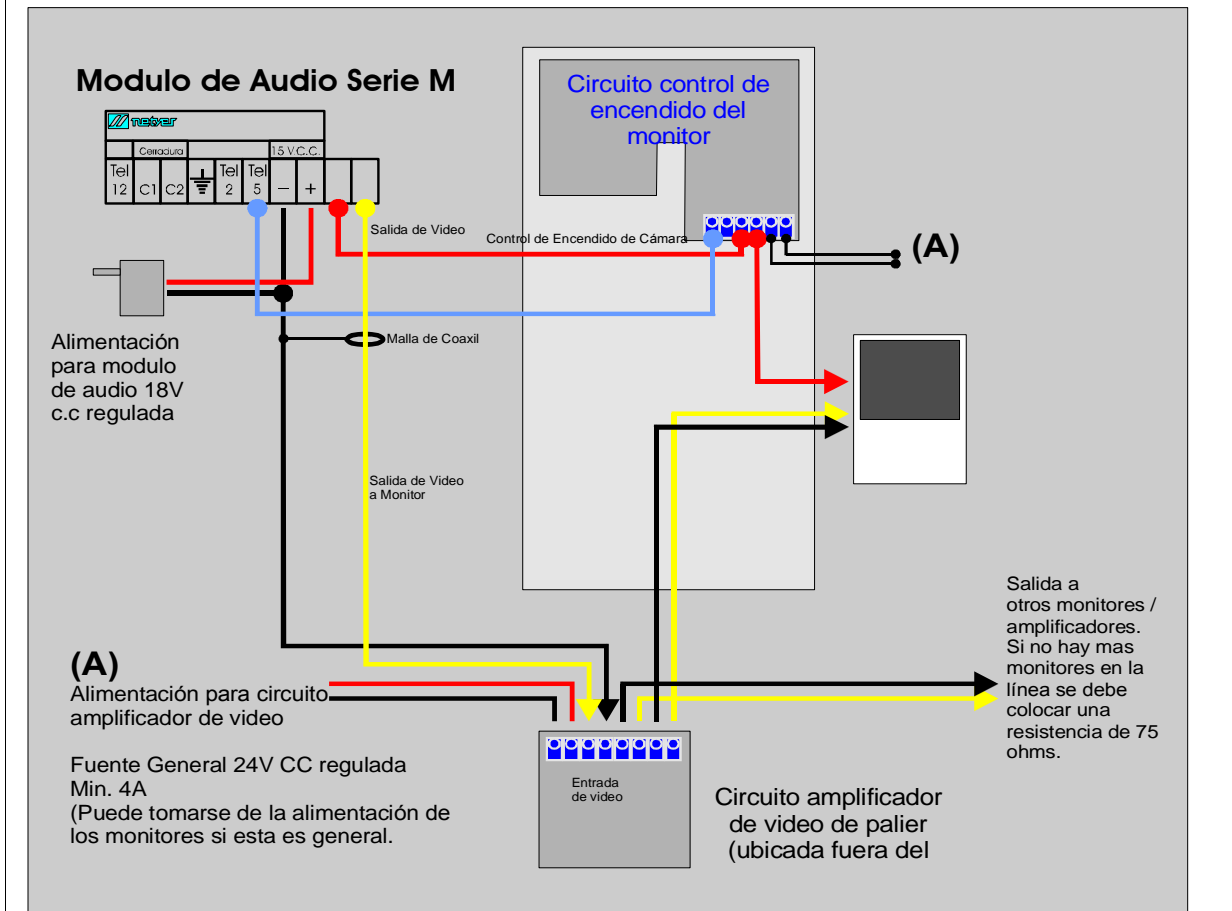 Modulo de Audio Serie M
netyer
Cerradura
15 V.C.C.
Tel
12
C1
C2
Tel
2
Tel
5
–
+
Circuito control de
encendido del
monitor
Salida de Video
Control de Encendido de Cámara
(A)
Alimentación
para modulo
de audio 18V
c.c regulada
Malla de Coaxil
Salida de Video
a Monitor
Salida a
otros monitores /
amplificadores.
Si no hay mas
monitores en la
línea se debe
colocar una
resistencia de 75
ohms.
(A)
Alimentación para circuito
amplificador de video
Fuente General 24V CC regulada
Min. 4A
(Puede tomarse de la alimentación de
los monitores si esta es general.
Entrada
de video
Circuito amplificador
de video de palier
(ubicada fuera del